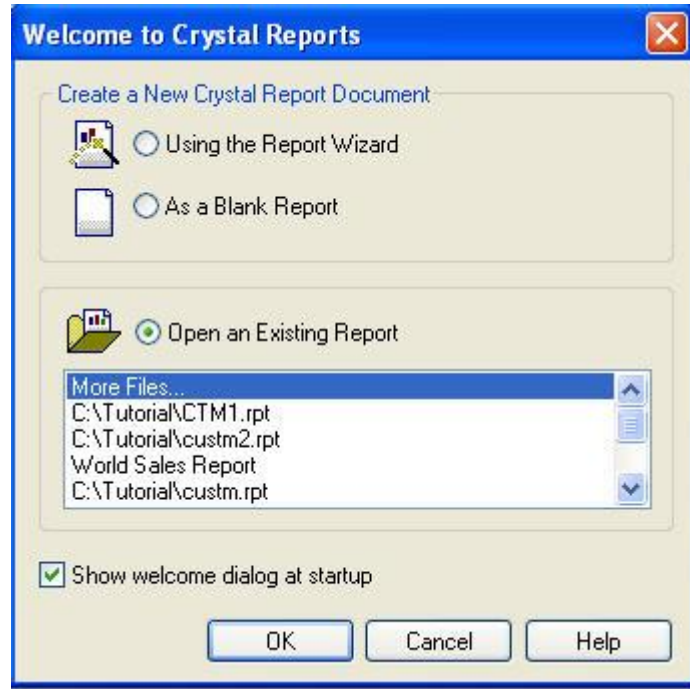 Welcome to Crystal Reports
Create a New Crystal Report Document
Using the Report Wizard
As a Blank Report
Open an Existing Report
More Files...
C:\Tutorial\CTM1.rpt
C:\Tutorial\custm2.rpt
World Sales Report
C:\Tutorial\custm.rpt
Show welcome dialog at startup
OK Cancel Help